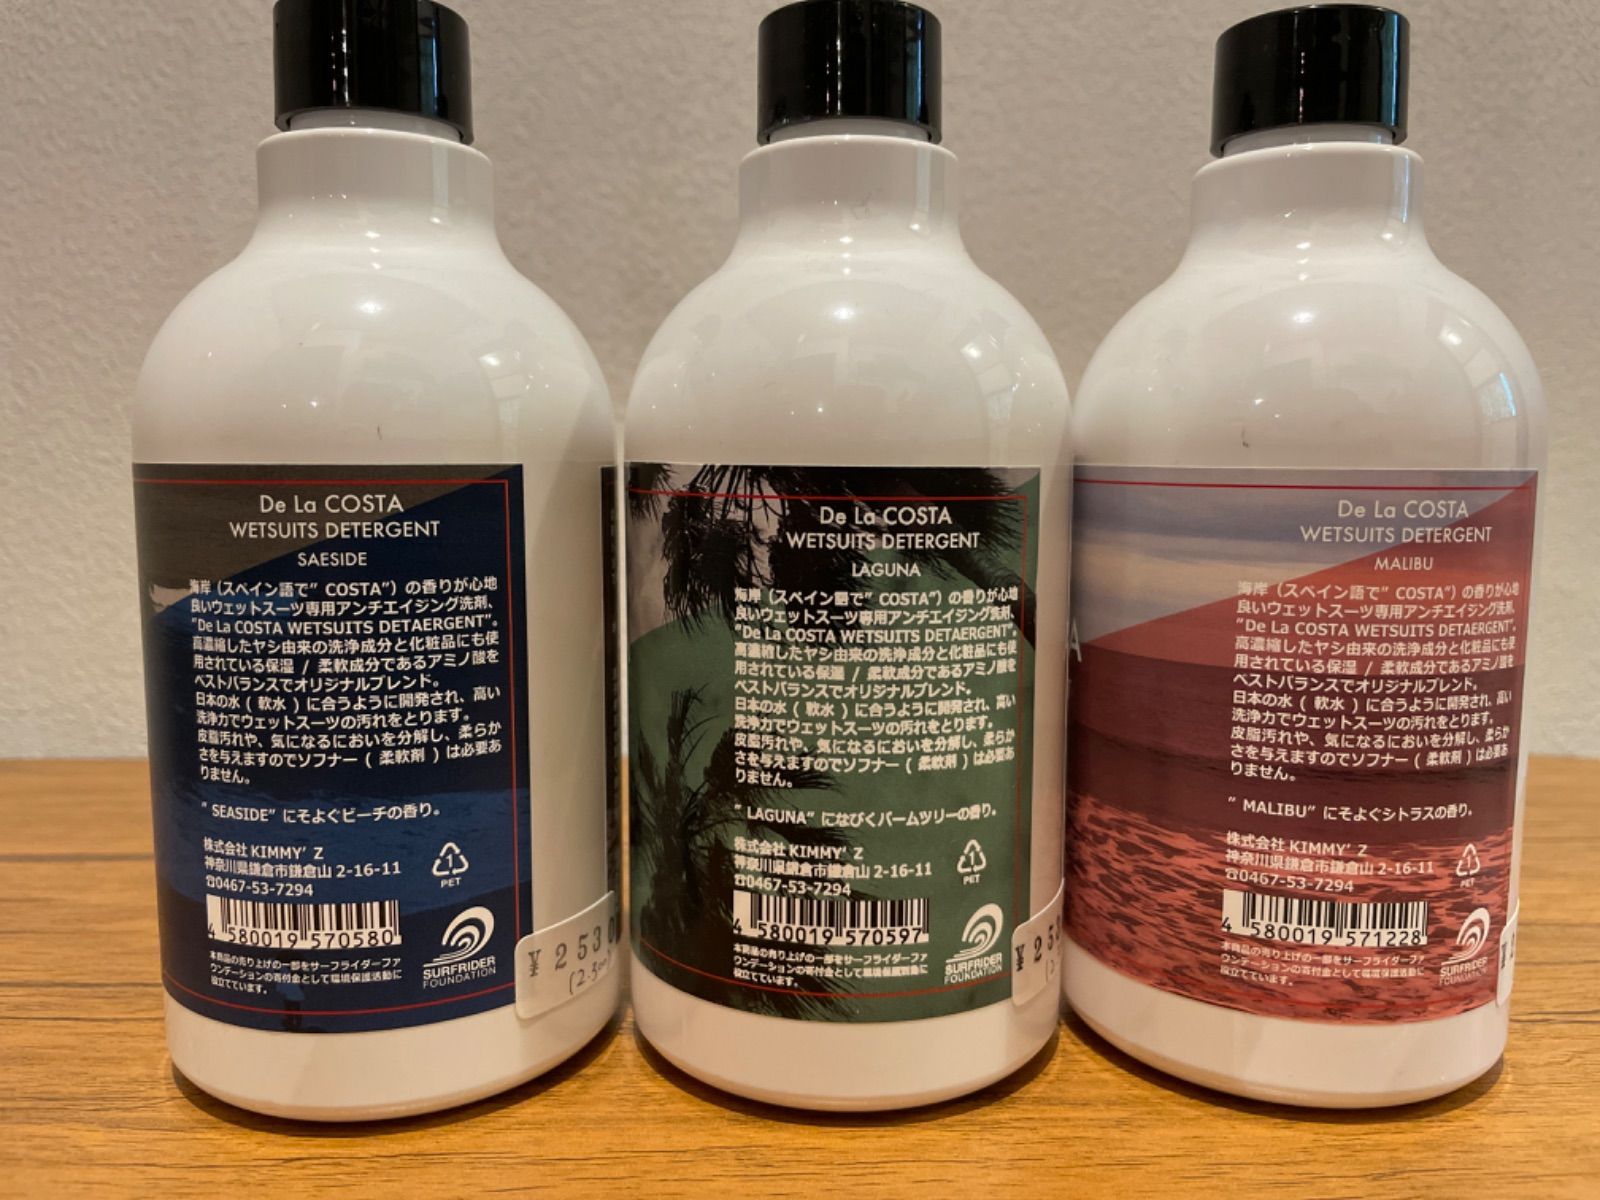 De La COSTA
WETSUITS DETERGENT
SAESIDE
海岸（スペイン語で" COSTA"）の香りが心地
良いウェットスーツ専用アンチエイジング洗剤、
"De La COSTA WETSUITS DETAERGENT"。
高濃縮したヤシ由来の洗浄成分と化粧品にも使
用されている保湿 / 柔軟成分であるアミノ酸を
ベストバランスでオリジナルブレンド。
日本の水 ( 軟水 ) に合うように開発され、高い
洗浄力でウェットスーツの汚れをとります。
皮脂汚れや、気になるにおいを分解し、柔らか
さを与えますのでソフナー ( 柔軟剤 ) は必要あ
りません。
" SEASIDE" にそよぐビーチの香り。
株式会社 KIMMY' Z
神奈川県鎌倉市鎌倉山 2-16-11
☎0467-53-7294
1
PET
4 580019 570580
本商品の売り上げの一部をサーフライダーファ
ウンデーションの寄付金として環境保護活動に
役立てています。
SURFRIDER
FOUNDATION
¥ 2530
(2.300)
De La COSTA
WETSUITS DETERGENT
LAGUNA
海岸（スペイン語で" COSTA"）の香りが心地
良いウェットスーツ専用アンチエイジング洗剤、
"De La COSTA WETSUITS DETAERGENT"。
高濃縮したヤシ由来の洗浄成分と化粧品にも使
用されている保湿 / 柔軟成分であるアミノ酸を
ベストバランスでオリジナルブレンド。
日本の水 ( 軟水 ) に合うように開発され、高い
洗浄力でウェットスーツの汚れをとります。
皮脂汚れや、気になるにおいを分解し、柔らか
さを与えますのでソフナー ( 柔軟剤 ) は必要あ
りません。
" LAGUNA" になびくパームツリーの香り。
株式会社 KIMMY' Z
神奈川県鎌倉市鎌倉山 2-16-11
☎0467-53-7294
1
PET
4 580019 570597
本商品の売り上げの一部をサーフライダーファ
ウンデーションの寄付金として環境保護活動に
役立てています。
SURFRIDER
FOUNDATION
De La COSTA
WETSUITS DETERGENT
MALIBU
海岸（スペイン語で" COSTA"）の香りが心地
良いウェットスーツ専用アンチエイジング洗剤、
"De La COSTA WETSUITS DETAERGENT"。
高濃縮したヤシ由来の洗浄成分と化粧品にも使
用されている保湿 / 柔軟成分であるアミノ酸を
ベストバランスでオリジナルブレンド。
日本の水 ( 軟水 ) に合うように開発され、高い
洗浄力でウェットスーツの汚れをとります。
皮脂汚れや、気になるにおいを分解し、柔らか
さを与えますのでソフナー ( 柔軟剤 ) は必要あ
りません。
" MALIBU" にそよぐシトラスの香り。
株式会社 KIMMY' Z
神奈川県鎌倉市鎌倉山 2-16-11
☎0467-53-7294
1
PET
4 580019 571228
本商品の売り上げの一部をサーフライダーファ
ウンデーションの寄付金として環境保護活動に
役立てています。
SURFRIDER
FOUNDATION